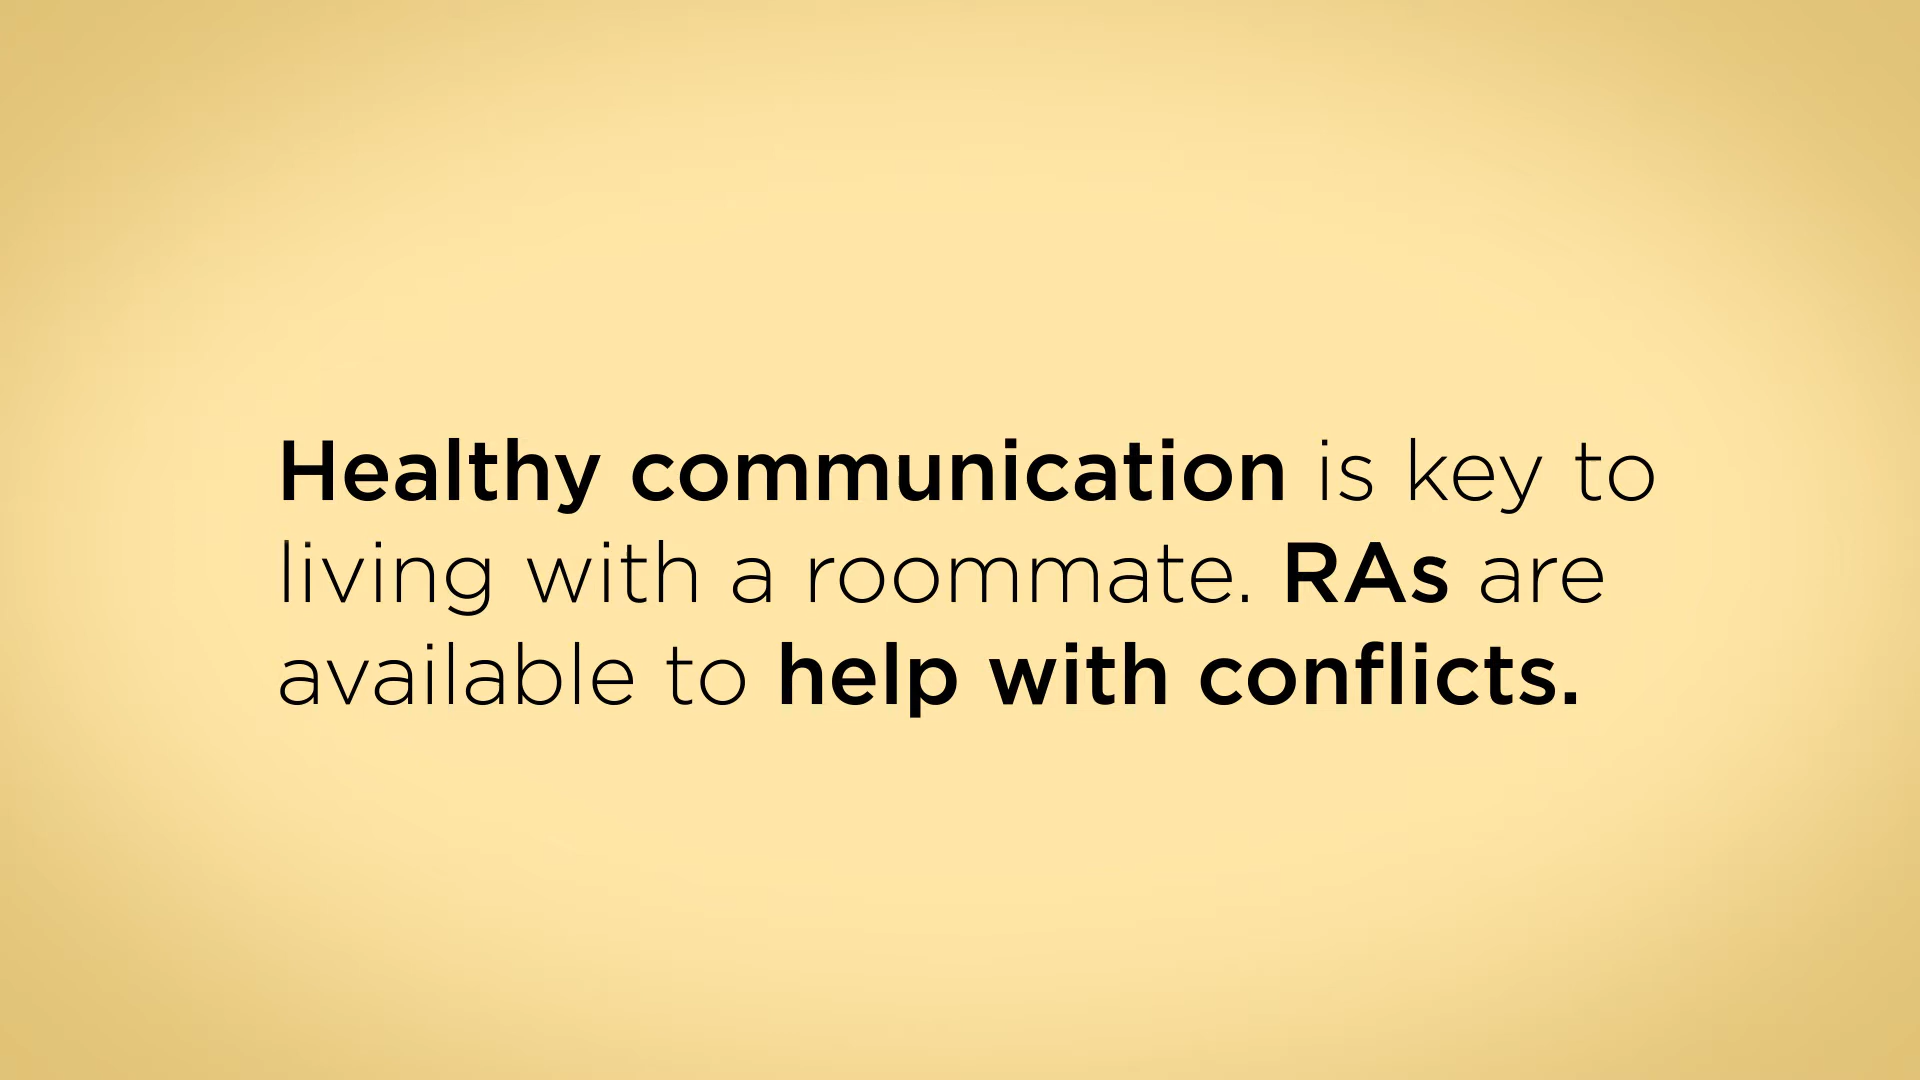 Healthy communication is key to
living with a roommate. RAs are
available to help with conflicts.